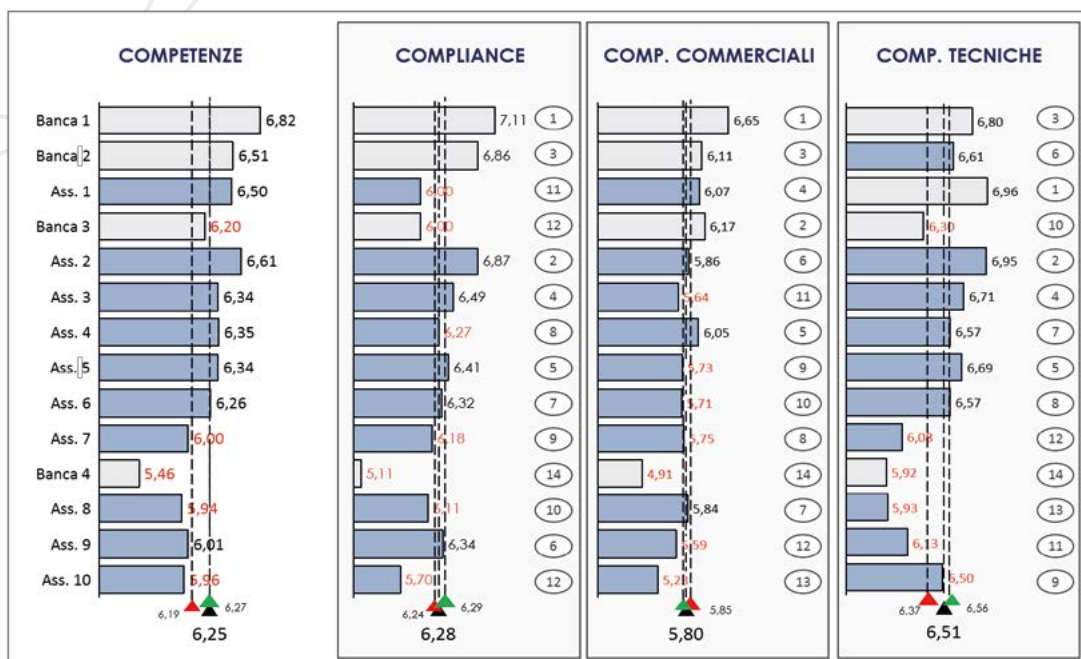 COMPETENZE COMPLIANCE COMP. COMMERCIALI COMP. TECNICHE
Banca 1 6,82 7,11 1 6,65 1 6,80 3
Banca 2 6,51 6,86 3 6,11 3 6,61 6
Ass. 1 6,50 6,00 11 6,07 4 6,96 1
Banca 3 6,20 6,00 12 6,17 2 6,30 10
Ass. 2 6,61 6,87 2 5,86 6 6,95 2
Ass. 3 6,34 6,49 4 5,64 11 6,71 4
Ass. 4 6,35 6,27 8 6,05 5 6,57 7
Ass. 5 6,34 6,41 5 5,73 9 6,69 5
Ass. 6 6,26 6,32 7 5,71 10 6,57 8
Ass. 7 6,00 6,18 9 5,75 8 6,03 12
Banca 4 5,46 5,11 14 4,91 14 5,92 14
Ass. 8 5,94 6,11 10 5,84 7 5,93 13
Ass. 9 6,01 6,34 6 5,59 12 6,13 11
Ass. 10 5,96 5,70 12 13 6,50 9
6,19 6,27 6,24 6,29 5,85 6,37 6,56
6,25 6,28 5,80 6,51